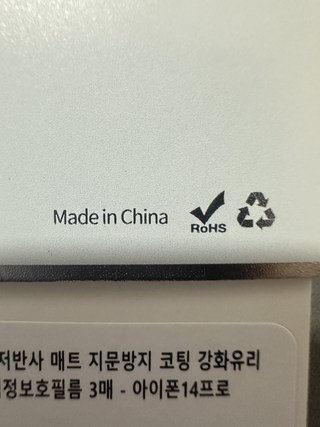 Made in China
RoHS
저반사 매트 지문방지 코팅 강화유리
정보호필름 3매 - 아이폰14프로